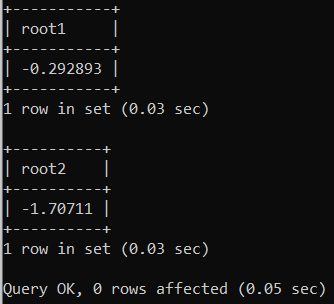 +-----------+
| root1     |
+-----------+
| -0.292893 |
+-----------+
1 row in set (0.03 sec)

+----------+
| root2    |
+----------+
| -1.70711 |
+----------+
1 row in set (0.03 sec)

Query OK, 0 rows affected (0.05 sec)